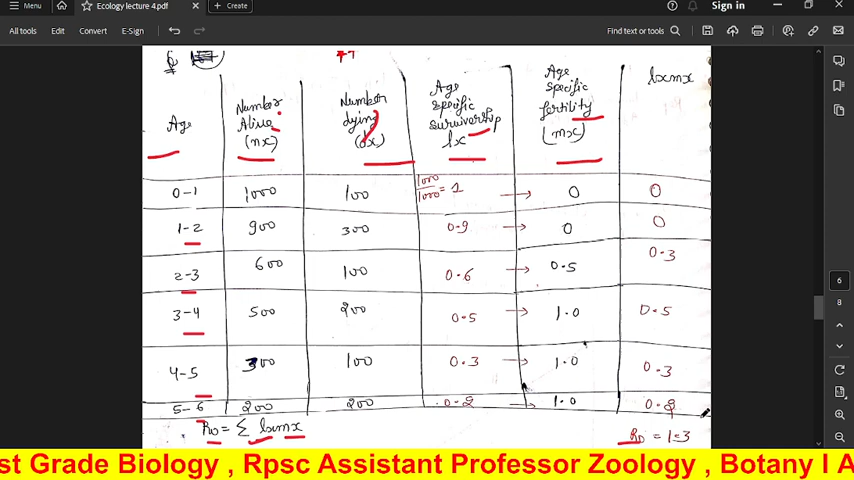 Ecology lecture 4.pdf
+ Create
Sign in
All tools Edit Convert E-Sign
Find text or tools
Age
Number Alive (nx)
Number dying (dx)
Age specific survivership lx
Age specific fertility (mx)
lxmx
0-1 1000 100 1000/1000 = 1 → 0 0
1-2 900 300 0.9 → 0 0
2-3 600 100 0.6 → 0.5 0.3
3-4 500 200 0.5 → 1.0 0.5
4-5 300 100 0.3 → 1.0 0.3
5-6 200 200 0.2 → 1.0 0.2
R0 = Σ lxmx
R0 = 1.3
6
8
st Grade Biology , Rpsc Assistant Professor Zoology , Botany I A